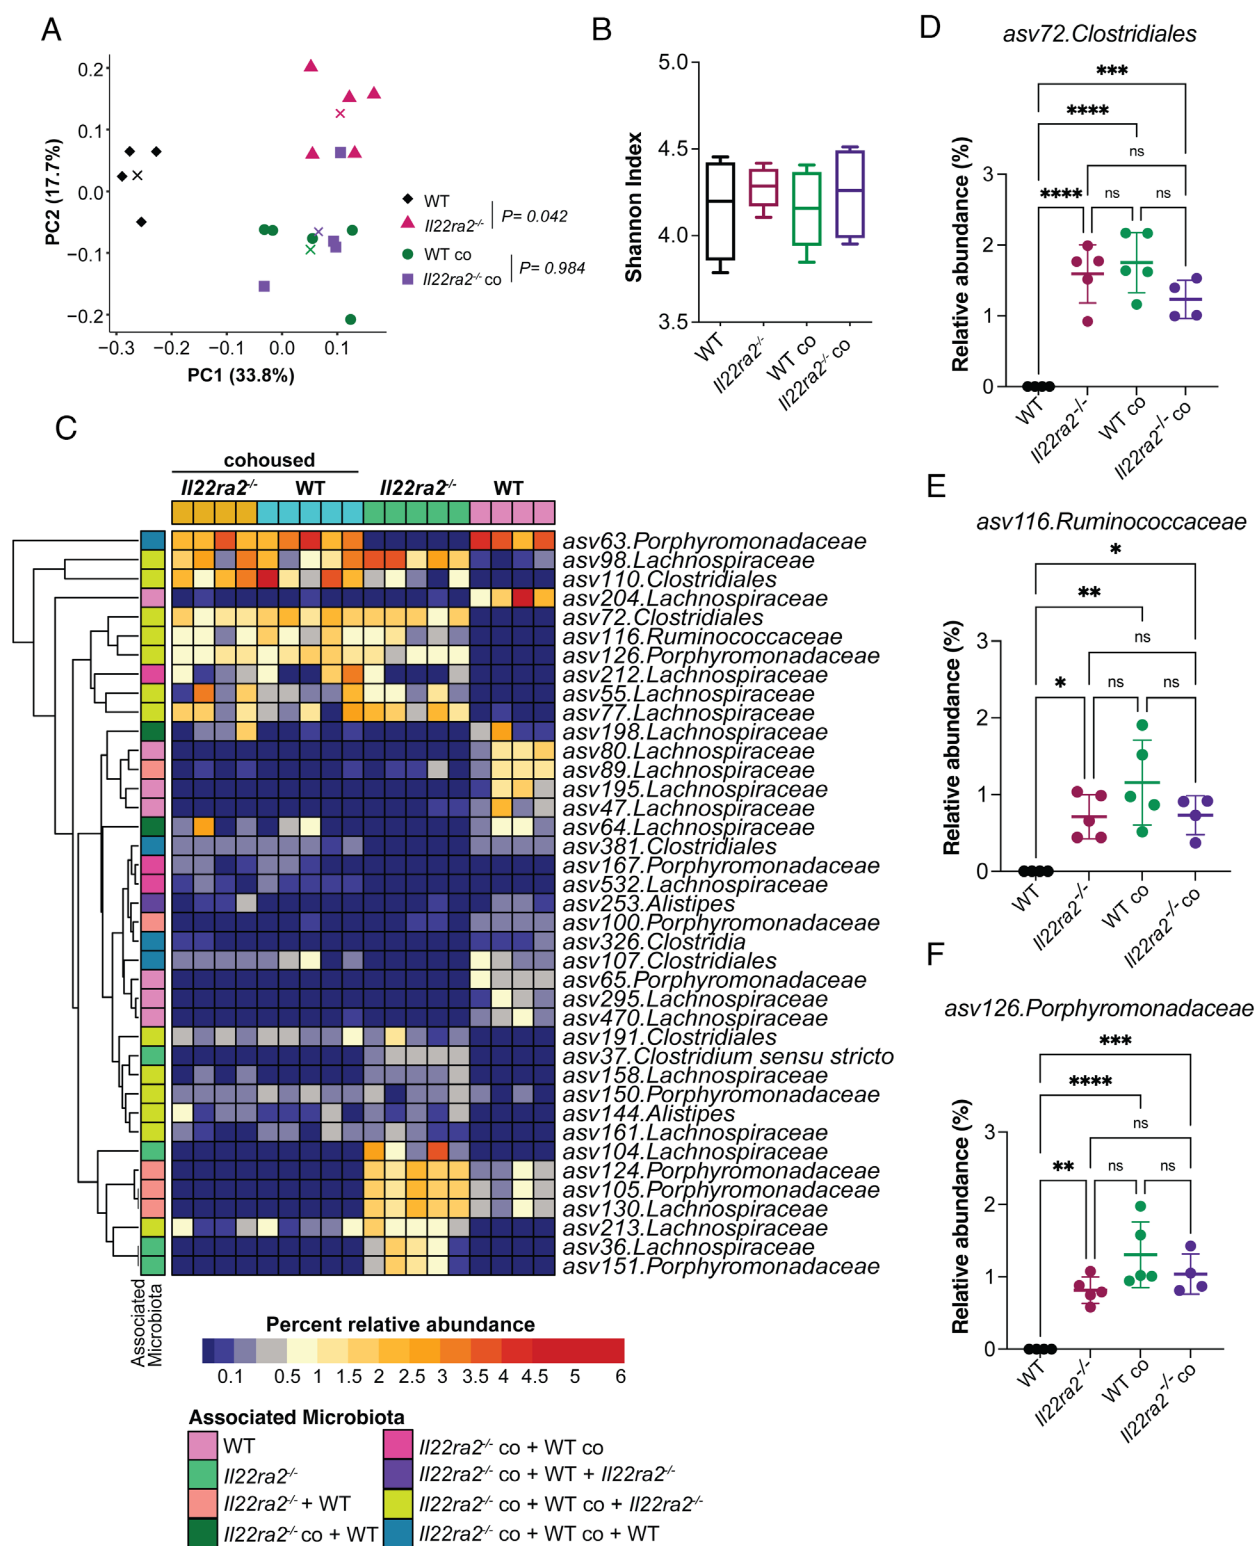 A
0.2
0.1
0.0
−0.1
−0.2
PC2 (17.7%)
−0.3
−0.2
−0.1
0.0
0.1
PC1 (33.8%)
WT
Il22ra2-/-
P= 0.042
WT co
Il22ra2-/- co
P= 0.984
B
5.0
4.5
4.0
3.5
Shannon Index
WT
Il22ra2-/-
WT co
Il22ra2-/- co
C
cohoused
Il22ra2-/-
WT
Il22ra2-/-
WT
asv63.Porphyromonadaceae
asv98.Lachnospiraceae
asv110.Clostridiales
asv204.Lachnospiraceae
asv72.Clostridiales
asv116.Ruminococcaceae
asv126.Porphyromonadaceae
asv212.Lachnospiraceae
asv55.Lachnospiraceae
asv77.Lachnospiraceae
asv198.Lachnospiraceae
asv80.Lachnospiraceae
asv89.Lachnospiraceae
asv195.Lachnospiraceae
asv47.Lachnospiraceae
asv64.Lachnospiraceae
asv381.Clostridiales
asv167.Porphyromonadaceae
asv532.Lachnospiraceae
asv253.Alistipes
asv100.Porphyromonadaceae
asv326.Clostridia
asv107.Clostridiales
asv65.Porphyromonadaceae
asv295.Lachnospiraceae
asv470.Lachnospiraceae
asv191.Clostridiales
asv37.Clostridium sensu stricto
asv158.Lachnospiraceae
asv150.Porphyromonadaceae
asv144.Alistipes
asv161.Lachnospiraceae
asv104.Lachnospiraceae
asv124.Porphyromonadaceae
asv105.Porphyromonadaceae
asv130.Lachnospiraceae
asv213.Lachnospiraceae
asv36.Lachnospiraceae
asv151.Porphyromonadaceae
Associated
Microbiota
Percent relative abundance
0.1 0.5 1 1.5 2 2.5 3 3.5 4 4.5 5 6
Associated Microbiota
WT
Il22ra2-/-
Il22ra2-/- + WT
Il22ra2-/- co + WT
Il22ra2-/- co + WT co
Il22ra2-/- co + WT + Il22ra2-/-
Il22ra2-/- co + WT co + Il22ra2-/-
Il22ra2-/- co + WT co + WT
D
asv72.Clostridiales
***
****
ns
****
ns
ns
3
2
1
0
Relative abundance (%)
WT
Il22ra2-/-
WT co
Il22ra2-/- co
E
asv116.Ruminococcaceae
*
**
ns
*
ns
ns
3
2
1
0
Relative abundance (%)
WT
Il22ra2-/-
WT co
Il22ra2-/- co
F
asv126.Porphyromonadaceae
***
****
ns
**
ns
ns
3
2
1
0
Relative abundance (%)
WT
Il22ra2-/-
WT co
Il22ra2-/- co